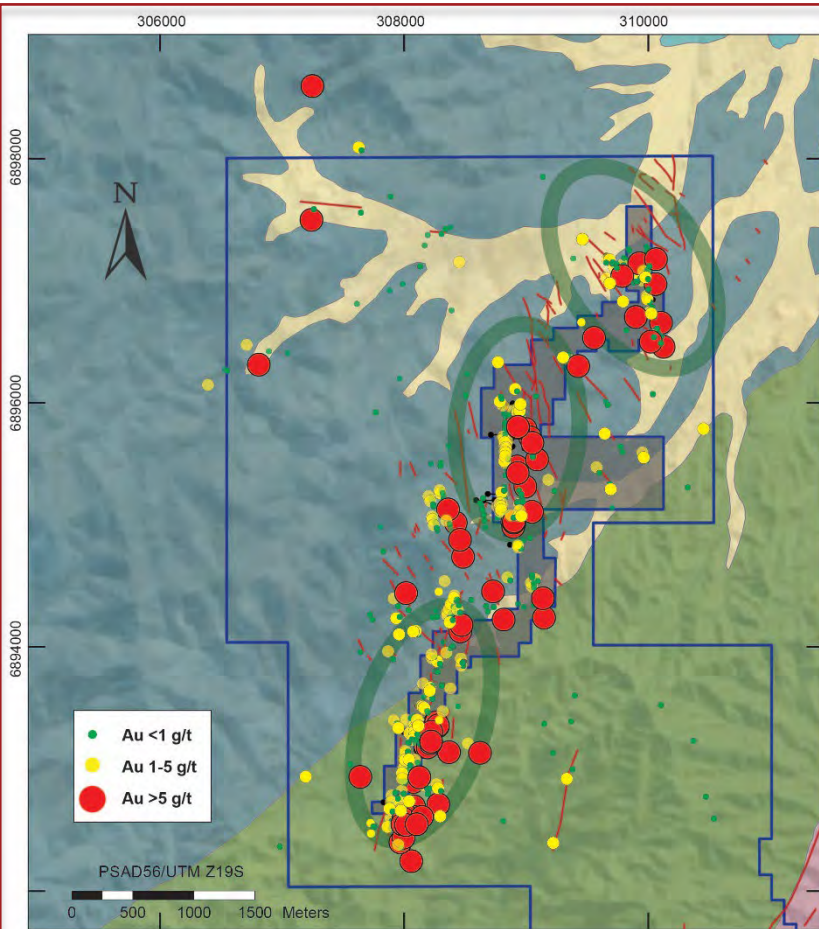 306000 308000 310000
6898000
N
6896000
6894000
Au <1 g/t
Au 1-5 g/t
Au >5 g/t
PSAD56/UTM Z19S
0 500 1000 1500 Meters